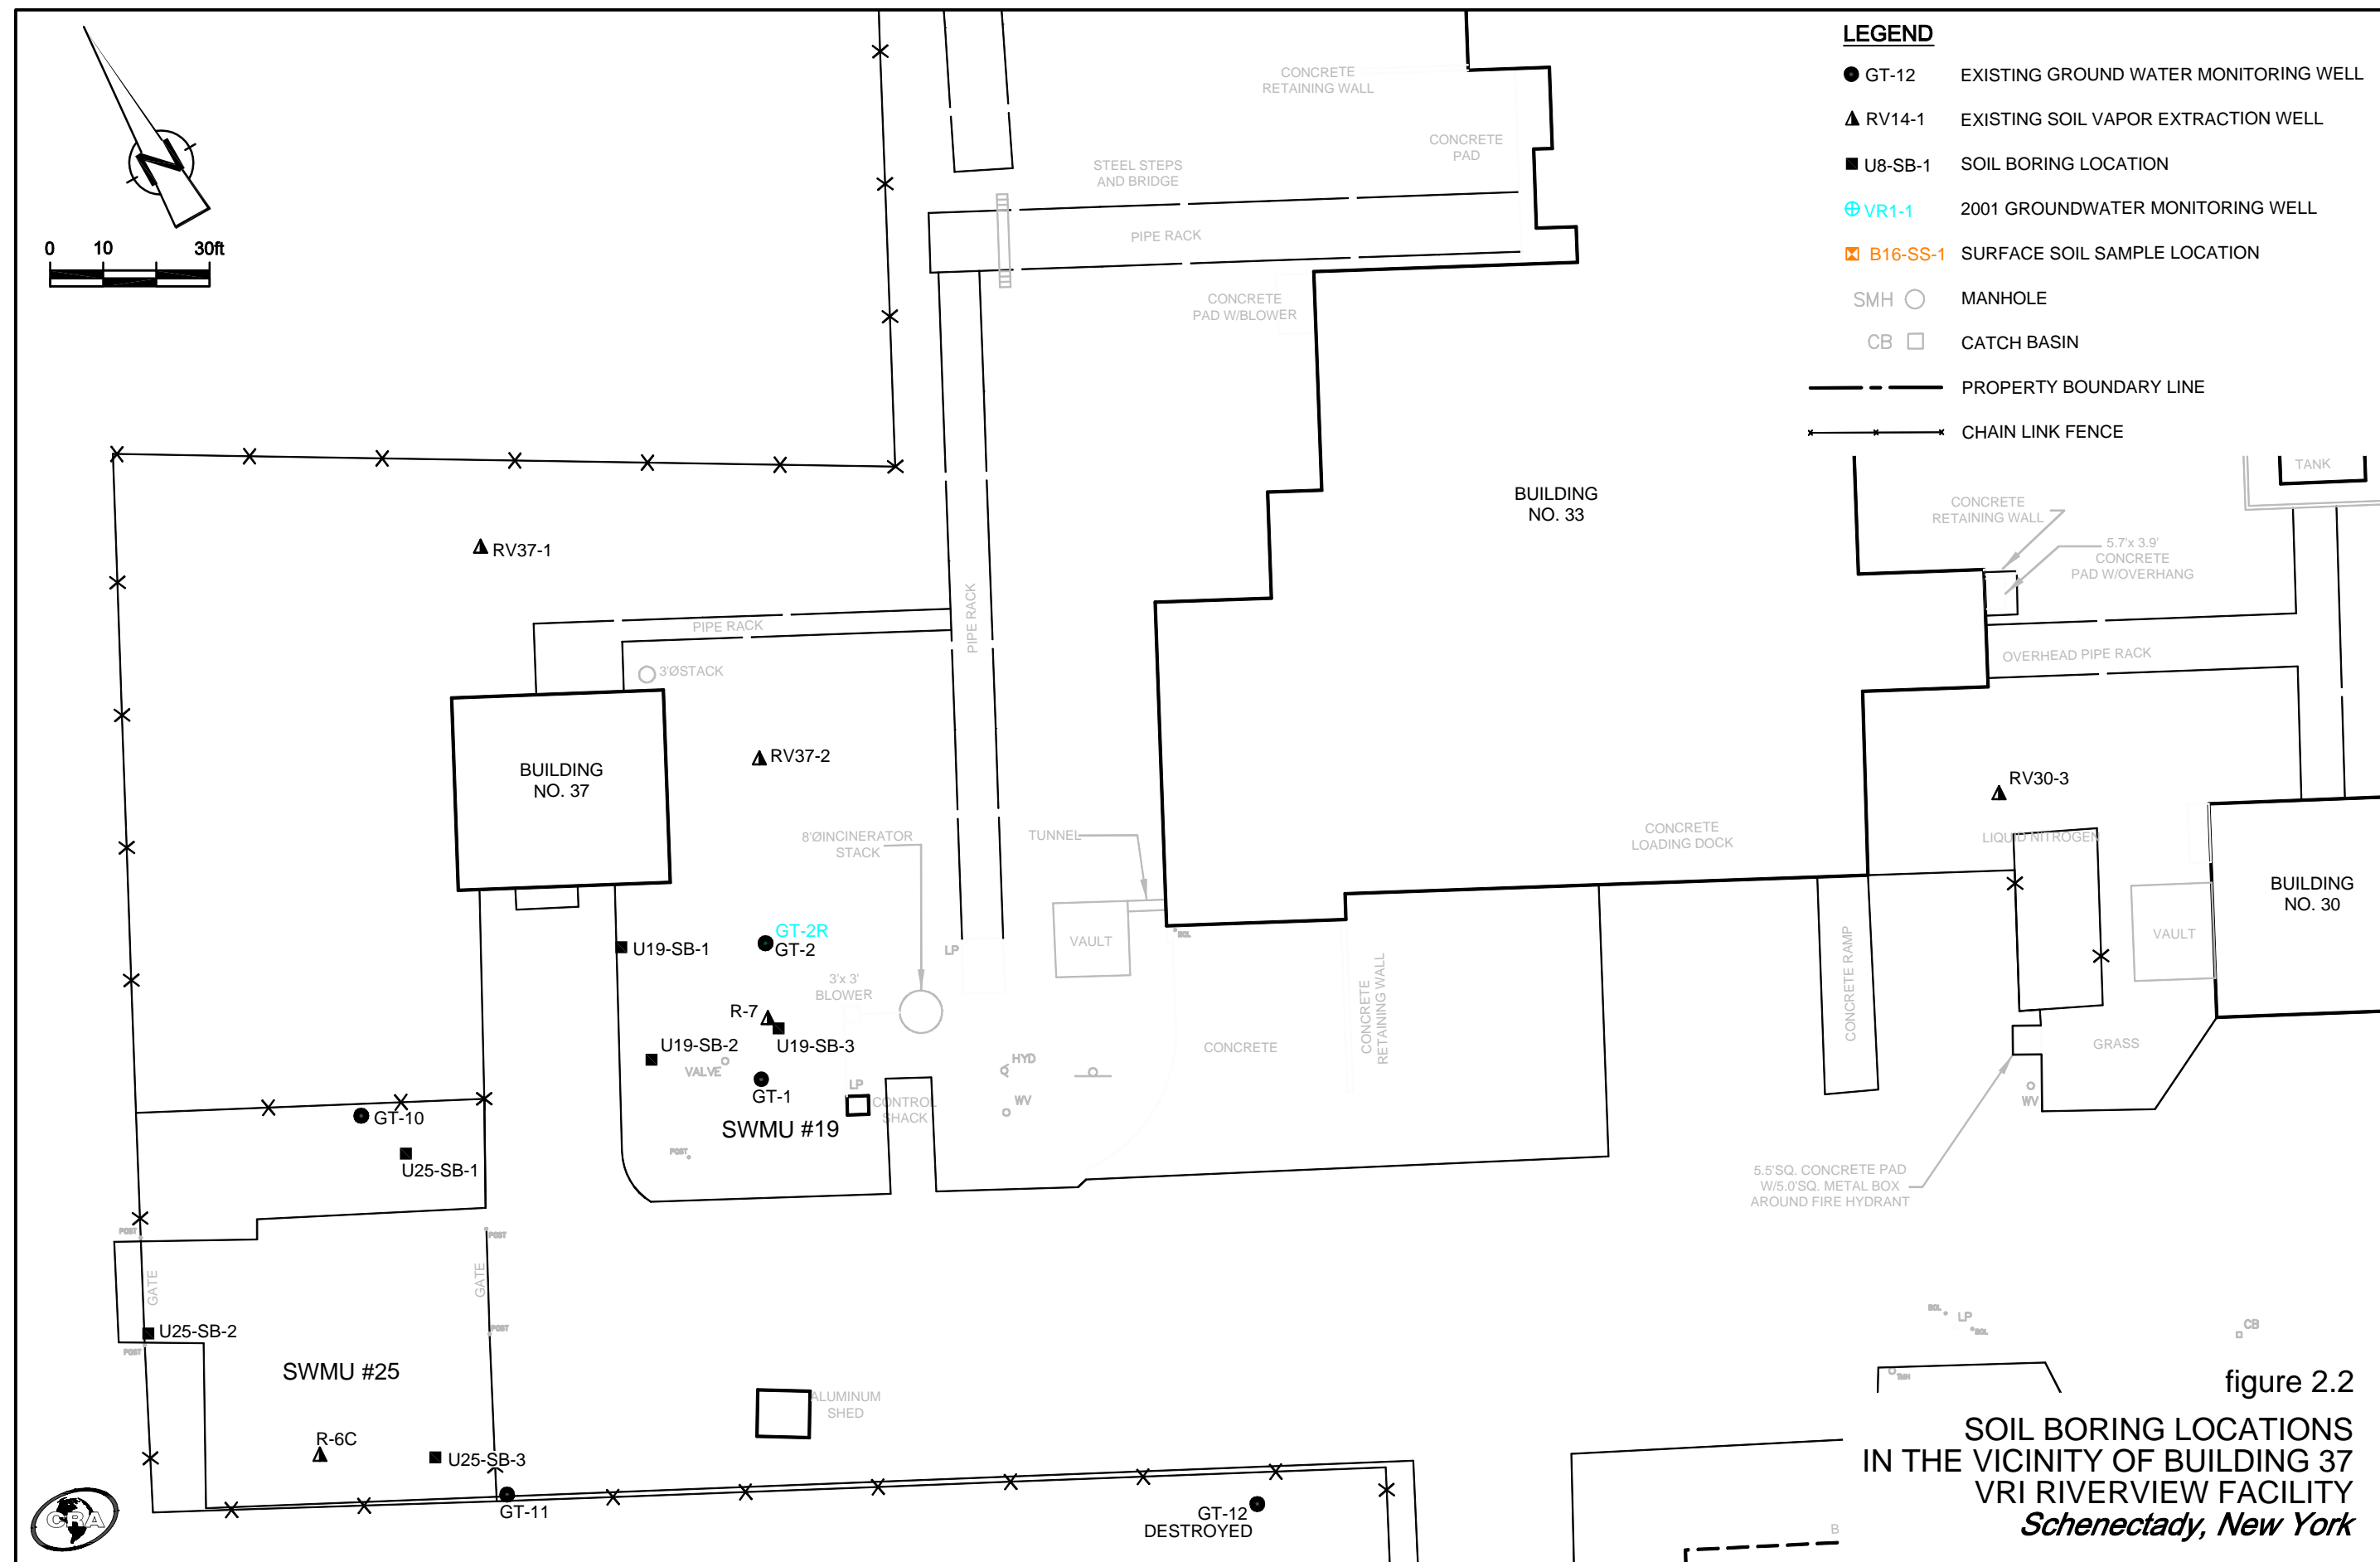 LEGEND
GT-12 EXISTING GROUND WATER MONITORING WELL
RV14-1 EXISTING SOIL VAPOR EXTRACTION WELL
U8-SB-1 SOIL BORING LOCATION
VR1-1 2001 GROUNDWATER MONITORING WELL
B16-SS-1 SURFACE SOIL SAMPLE LOCATION
SMH MANHOLE
CB CATCH BASIN
PROPERTY BOUNDARY LINE
CHAIN LINK FENCE
N
0 10 30ft
CONCRETE
RETAINING WALL
CONCRETE
PAD
STEEL STEPS
AND BRIDGE
PIPE RACK
CONCRETE
PAD W/BLOWER
BUILDING
NO. 33
TANK
CONCRETE
RETAINING WALL
5.7'x 3.9'
CONCRETE
PAD W/OVERHANG
OVERHEAD PIPE RACK
RV37-1
PIPE RACK
PIPE RACK
3'ØSTACK
BUILDING
NO. 37
RV37-2
RV30-3
8'ØINCINERATOR
STACK
TUNNEL
CONCRETE
LOADING DOCK
LIQUID NITROGEN
BUILDING
NO. 30
GT-2R
GT-2
U19-SB-1
LP
VAULT
BOL
VAULT
3'x 3'
BLOWER
CONCRETE
RETAINING WALL
CONCRETE RAMP
R-7
U19-SB-2
U19-SB-3
VALVE
HYD
CONCRETE
GRASS
GT-1
LP
CONTROL
SHACK
WV
WV
SWMU #19
POST
GT-10
U25-SB-1
5.5'SQ. CONCRETE PAD
W/5.0'SQ. METAL BOX
AROUND FIRE HYDRANT
POST
POST
GATE
GATE
U25-SB-2
POST
POST
SWMU #25
BOL
LP
BOL
CB
TMH
ALUMINUM
SHED
R-6C
U25-SB-3
GT-11
GT-12
DESTROYED
B
CRA
figure 2.2
SOIL BORING LOCATIONS
IN THE VICINITY OF BUILDING 37
VRI RIVERVIEW FACILITY
Schenectady, New York